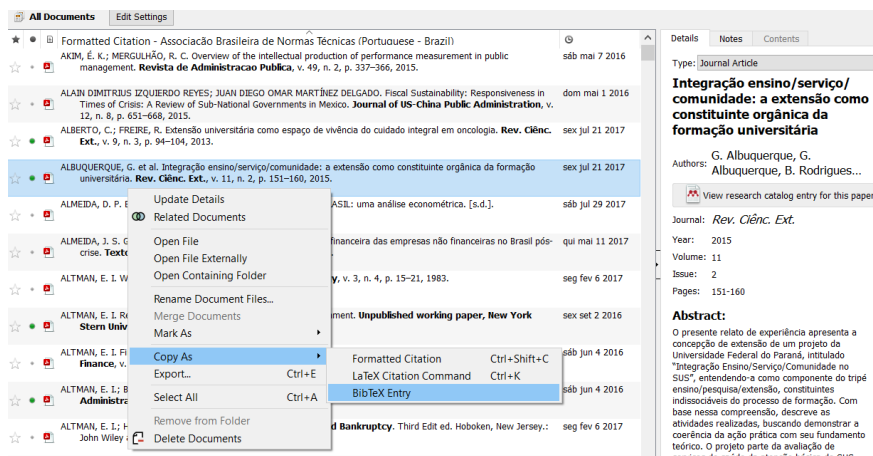 All Documents Edit Settings
Formatted Citation - Associacão Brasileira de Normas Técnicas (Portuguese - Brazil)
AKIM, É. K.; MERGULHÃO, R. C. Overview of the intellectual production of performance measurement in public sáb mai 7 2016
management. Revista de Administracao Publica, v. 49, n. 2, p. 337–366, 2015.
ALAIN DIMITRIUS IZQUIERDO REYES; JUAN DIEGO OMAR MARTÍNEZ DELGADO. Fiscal Sustainability: Responsiveness in dom mai 1 2016
Times of Crisis: A Review of Sub-National Governments in Mexico. Journal of US-China Public Administration, v.
12, n. 8, p. 651–668, 2015.
ALBERTO, C.; FREIRE, R. Extensão universitária como espaço de vivência do cuidado integral em oncologia. Rev. Ciênc. sex jul 21 2017
Ext., v. 9, n. 3, p. 94–104, 2013.
ALBUQUERQUE, G. et al. Integração ensino/serviço/comunidade: a extensão como constituinte orgânica da formação sex jul 21 2017
universitária. Rev. Ciênc. Ext., v. 11, n. 2, p. 151–160, 2015.
ALMEIDA, D. P. ASIL: uma análise econométrica. [s.d.]. sáb jul 29 2017
ALMEIDA, J. S. G financeira das empresas não financeiras no Brasil pós- qui mai 11 2017
crise. Texto
ALTMAN, E. I. W y, v. 3, n. 4, p. 15–21, 1983. seg fev 6 2017
ALTMAN, E. I. Re ment. Unpublished working paper, New York sex set 2 2016
Stern Univ
ALTMAN, E. I. Fi sáb jun 4 2016
Finance, v.
ALTMAN, E. I.; B sáb jun 4 2016
Administra
ALTMAN, E. I.; H d Bankruptcy. Third Edit ed. Hoboken, New Jersey.: seg fev 6 2017
John Wiley
Update Details
Related Documents
Open File
Open File Externally
Open Containing Folder
Rename Document Files...
Merge Documents
Mark As
Copy As
Export... Ctrl+E
Select All Ctrl+A
Remove from Folder
Delete Documents
Formatted Citation Ctrl+Shift+C
LaTeX Citation Command Ctrl+K
BibTeX Entry
Details Notes Contents
Type: Journal Article
Integração ensino/serviço/
comunidade: a extensão como
constituinte orgânica da
formação universitária
Authors: G. Albuquerque, G.
Albuquerque, B. Rodrigues...
View research catalog entry for this paper
Journal: Rev. Ciênc. Ext.
Year: 2015
Volume: 11
Issue: 2
Pages: 151-160
Abstract:
O presente relato de experiência apresenta a
concepção de extensão de um projeto da
Universidade Federal do Paraná, intitulado
"Integração Ensino/Serviço/Comunidade no
SUS", entendendo-a como componente do tripé
ensino/pesquisa/extensão, constituintes
indissociáveis do processo de formação. Com
base nessa compreensão, descreve as
atividades realizadas, buscando demonstrar a
coerência da ação prática com seu fundamento
teórico. O projeto parte da avaliação de